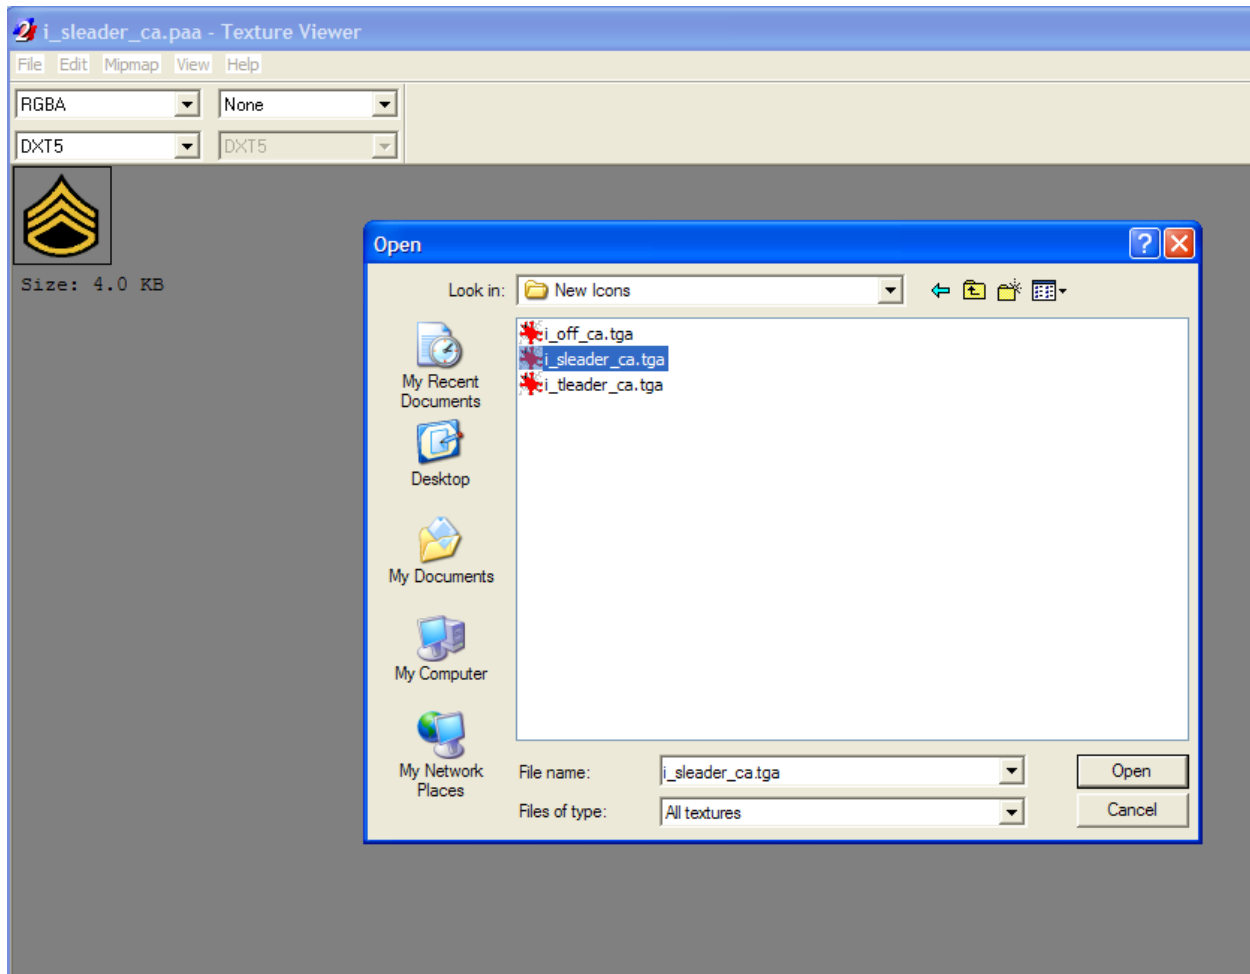 i_sleader_ca.paa - Texture Viewer
File Edit Mipmap View Help
RGBA None
DXT5 DXT5
Size: 4.0 KB
Open
Look in: New Icons
i_off_ca.tga
i_sleader_ca.tga
i_tleader_ca.tga
My Recent
Documents
Desktop
My Documents
My Computer
My Network
Places
File name: i_sleader_ca.tga Open
Files of type: All textures Cancel